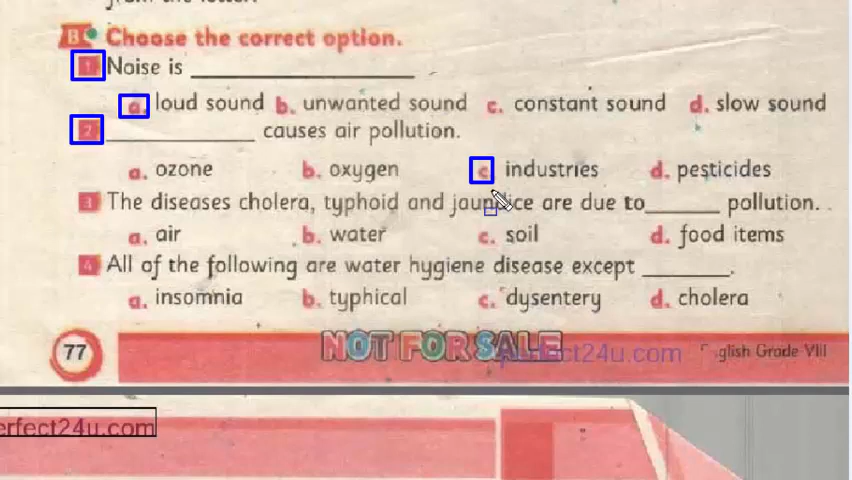 B Choose the correct option.
1 Noise is ____________
a. loud sound b. unwanted sound c. constant sound d. slow sound
2 ____________ causes air pollution.
a. ozone b. oxygen c. industries d. pesticides
3 The diseases cholera, typhoid and jaundice are due to______ pollution.
a. air b. water c. soil d. food items
4 All of the following are water hygiene disease except _______.
a. insomnia b. typhical c. dysentery d. cholera
77 NOT FOR SALE perfect24u.com glish Grade VIII
erfect24u.com